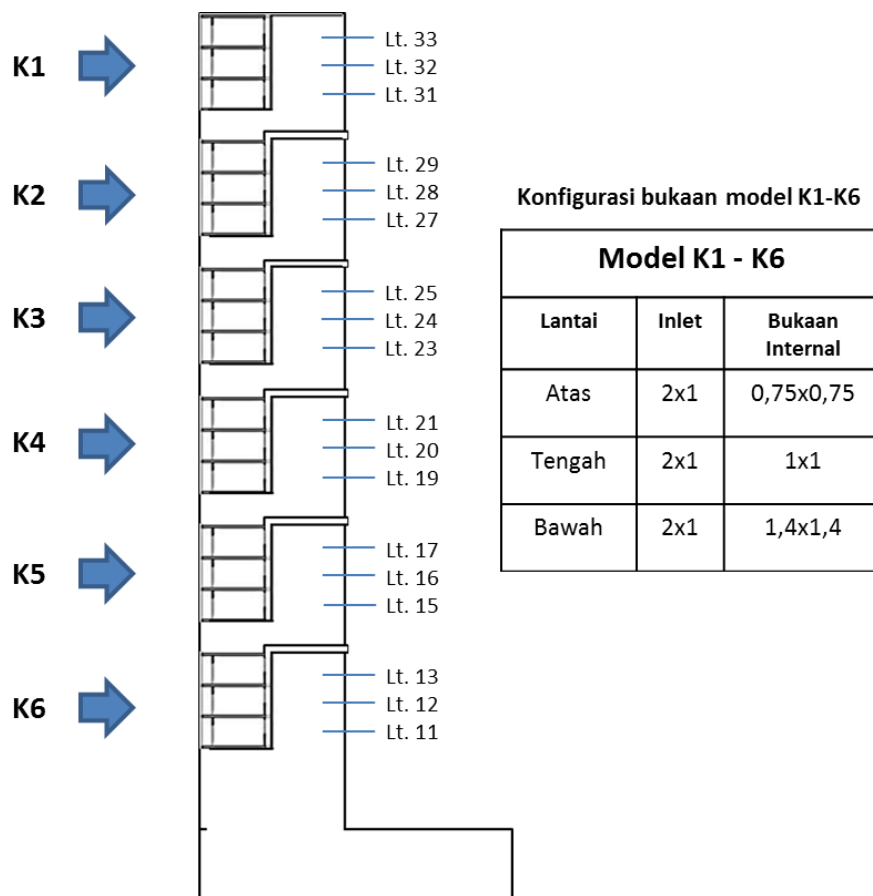 K1
Lt. 33
Lt. 32
Lt. 31
K2
Lt. 29
Lt. 28
Lt. 27
K3
Lt. 25
Lt. 24
Lt. 23
K4
Lt. 21
Lt. 20
Lt. 19
K5
Lt. 17
Lt. 16
Lt. 15
K6
Lt. 13
Lt. 12
Lt. 11
Konfigurasi bukaan model K1-K6
Model K1 - K6
Lantai Inlet Bukaan
Internal
Atas 2x1 0,75x0,75
Tengah 2x1 1x1
Bawah 2x1 1,4x1,4